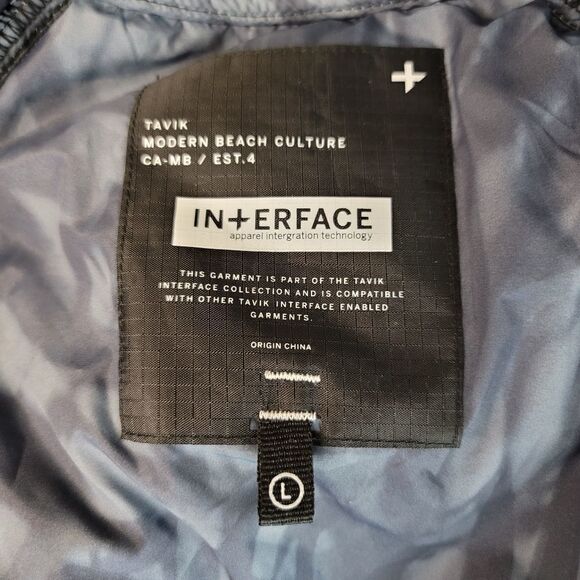 TAVIK
MODERN BEACH CULTURE
CA-MB / EST.4
IN+ERFACE
apparel intergration technology
THIS GARMENT IS PART OF THE TAVIK
INTERFACE COLLECTION AND IS COMPATIBLE
WITH OTHER TAVIK INTERFACE ENABLED
GARMENTS.
ORIGIN CHINA
L